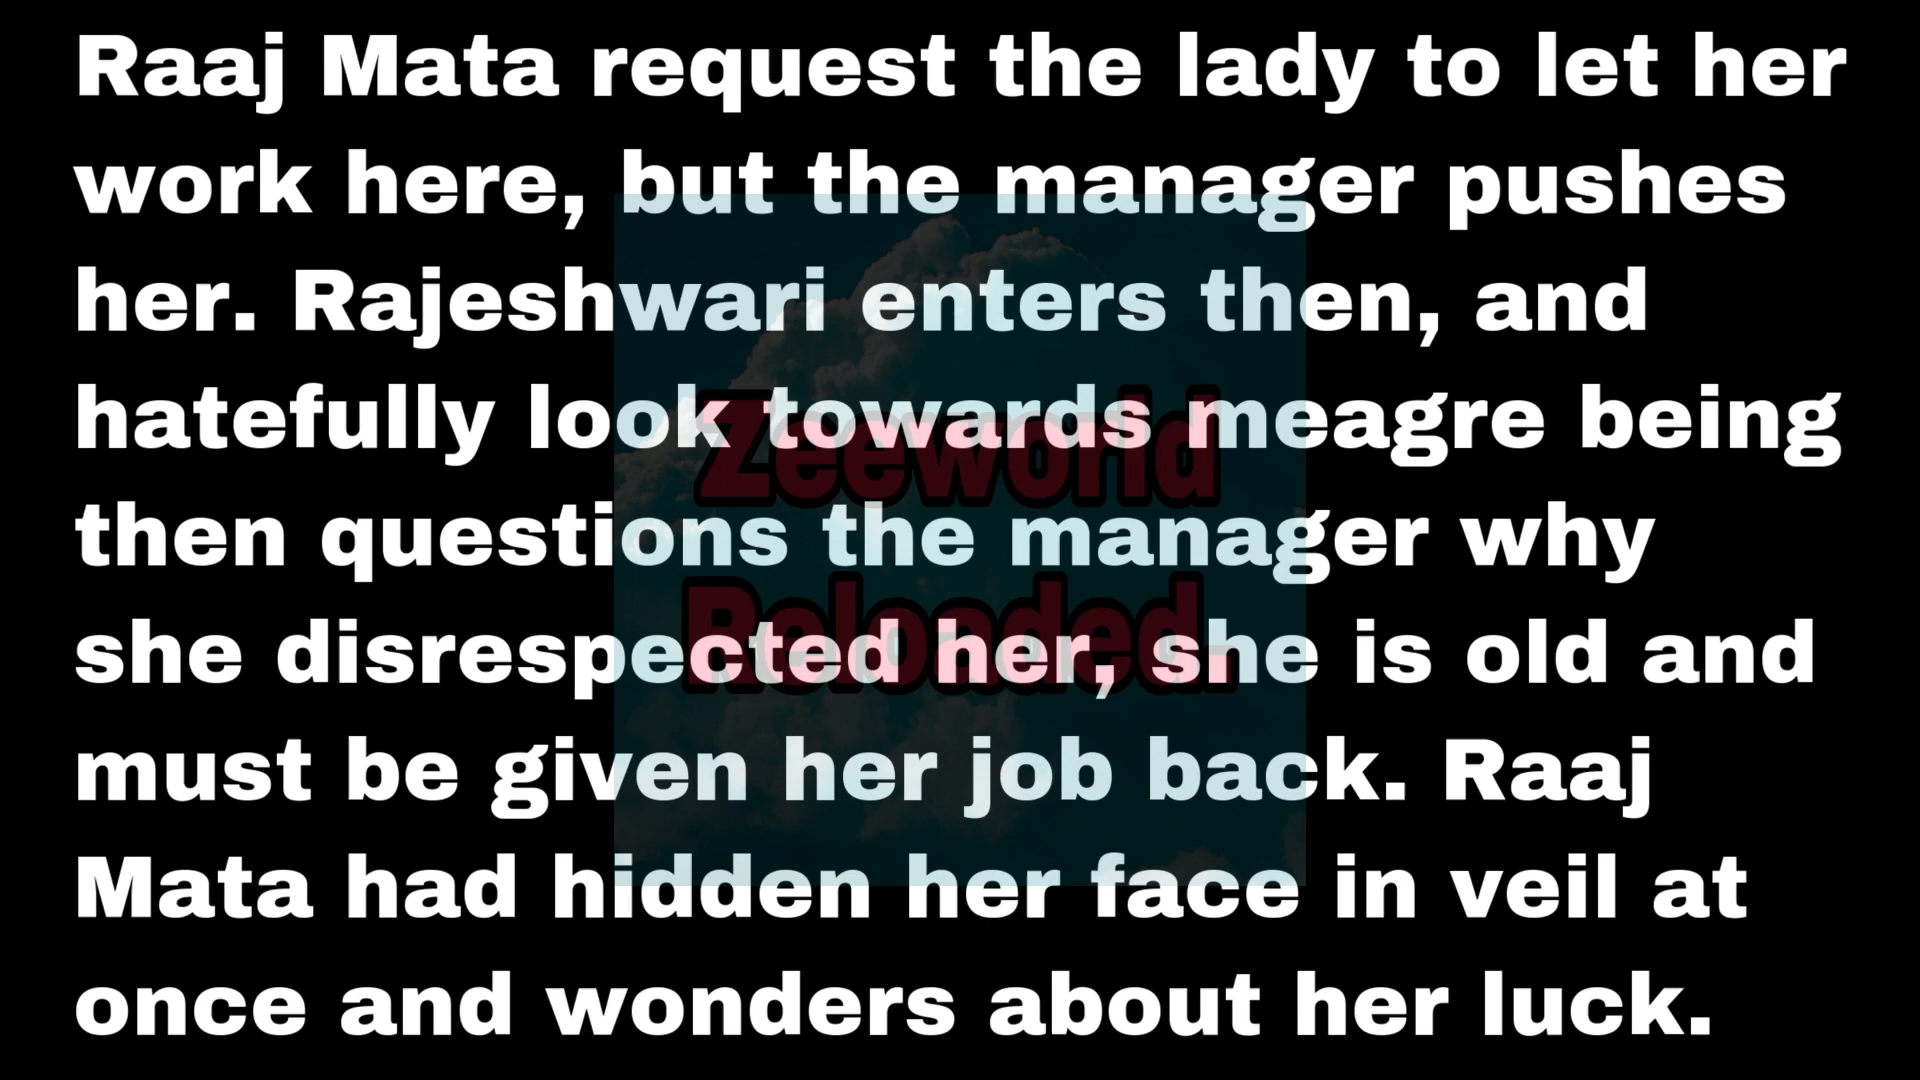 Raaj Mata request the lady to let her
work here, but the manager pushes
her. Rajeshwari enters then, and
hatefully look towards meagre being
then questions the manager why
she disrespected her, she is old and
must be given her job back. Raaj
Mata had hidden her face in veil at
once and wonders about her luck.
Zeeworld
Reloaded.